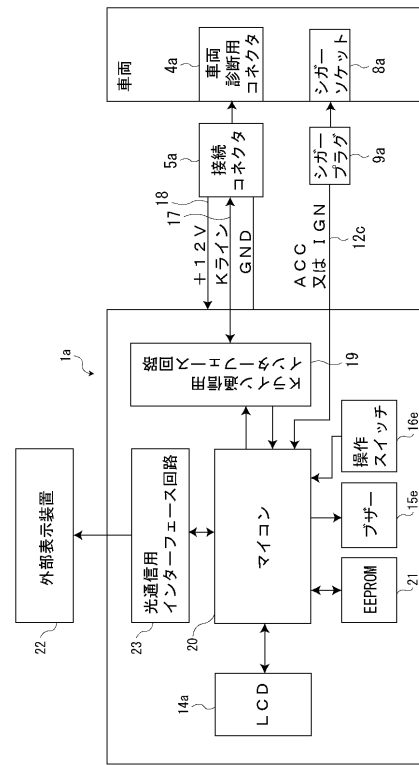 車両
車両
診断用
コネクタ
4a
シガー
ソケット
8a
接続
コネクタ
5a
シガー
プラグ
9a
18
17
+12V
Kライン
GND
ACC
又は IGN
12c
1a
Kライン通信用
インターフェース
回路
19
外部表示装置
22
光通信用
インターフェース回路
23
マイコン
20
操作
スイッチ
16e
ブザー
15e
EEPROM
21
LCD
14a